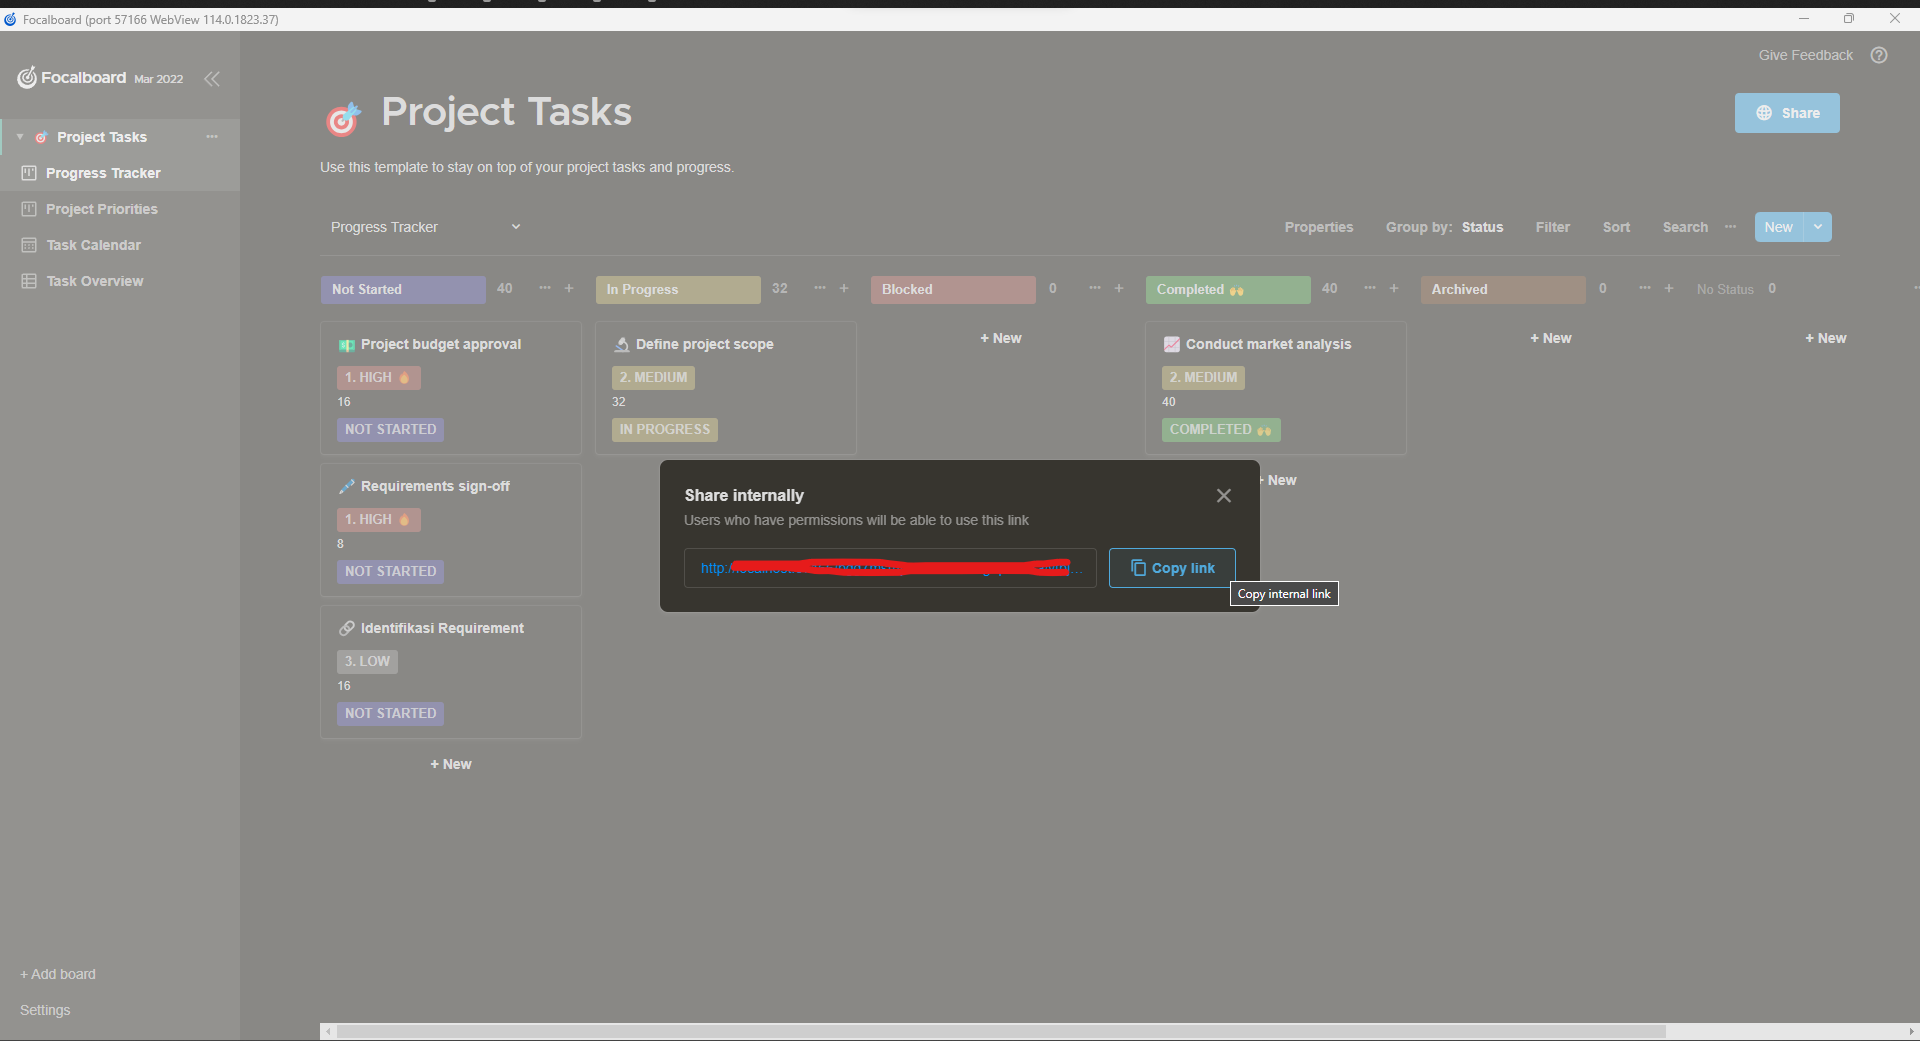 Focalboard (port 57166 WebView 114.0.1823.37)
Give Feedback
Focalboard Mar 2022
Project Tasks
Share
Use this template to stay on top of your project tasks and progress.
Project Tasks
Progress Tracker
Project Priorities
Task Calendar
Task Overview
Progress Tracker
Properties Group by: Status Filter Sort Search New
Not Started 40
In Progress 32
Blocked 0
Completed 🙌 40
Archived 0
No Status 0
Project budget approval
1. HIGH 🔥
16
NOT STARTED
Requirements sign-off
1. HIGH 🔥
8
NOT STARTED
Identifikasi Requirement
3. LOW
16
NOT STARTED
+ New
Define project scope
2. MEDIUM
32
IN PROGRESS
+ New
Conduct market analysis
2. MEDIUM
40
COMPLETED 🙌
+ New
+ New
+ New
Share internally
Users who have permissions will be able to use this link
http:/
Copy link
Copy internal link
+ Add board
Settings